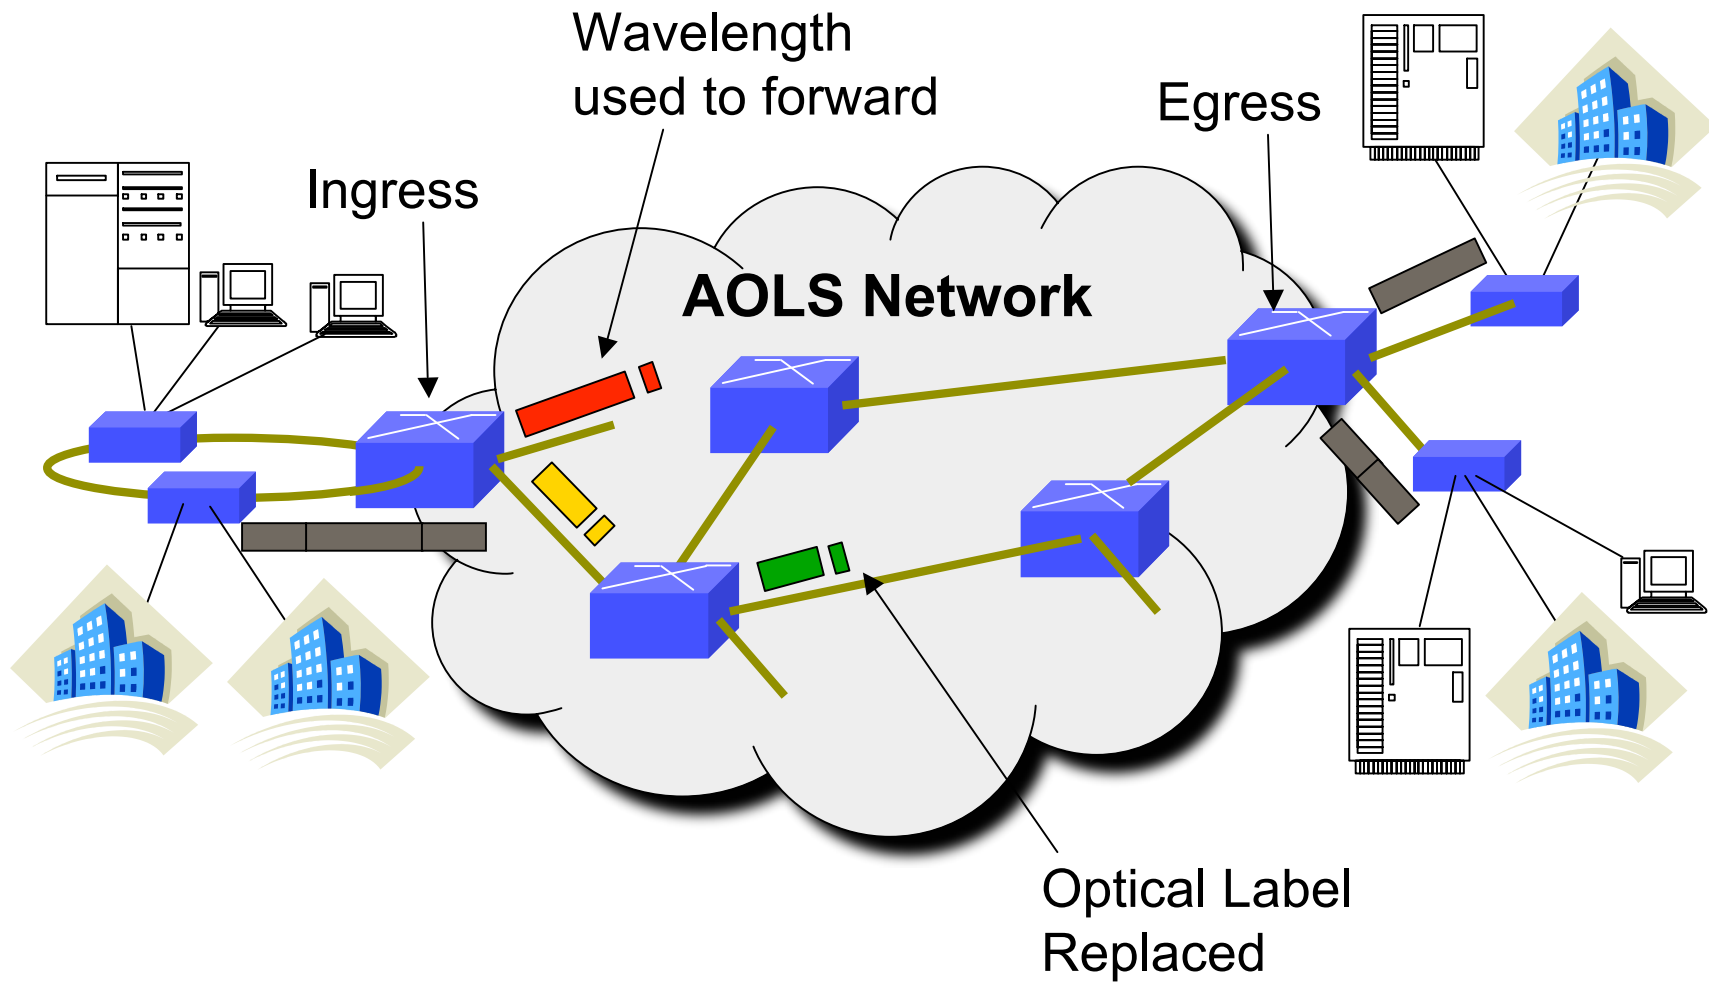 Wavelength
used to forward
Egress
Ingress
AOLS Network
Optical Label
Replaced